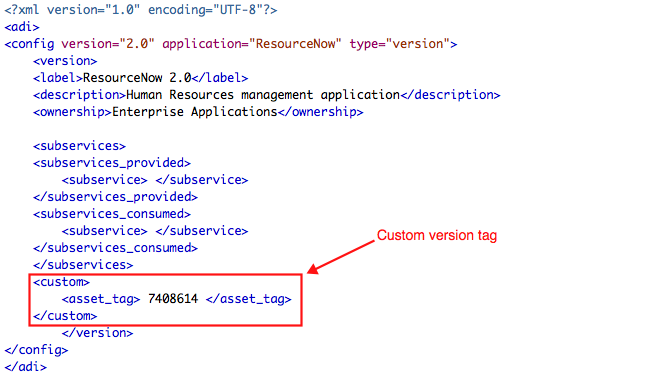 <?xml version="1.0" encoding="UTF-8"?>
<adi>
<config version="2.0" application="ResourceNow" type="version">
<version>
<label>ResourceNow 2.0</label>
<description>Human Resources management application</description>
<ownership>Enterprise Applications</ownership>
<subservices>
<subservices_provided>
<subservice> </subservice>
</subservices_provided>
<subservices_consumed>
<subservice> </subservice>
</subservices_consumed>
</subservices>
Custom version tag
<custom>
<asset_tag> 7408614 </asset_tag>
</custom>
</version>
</config>
</adi>